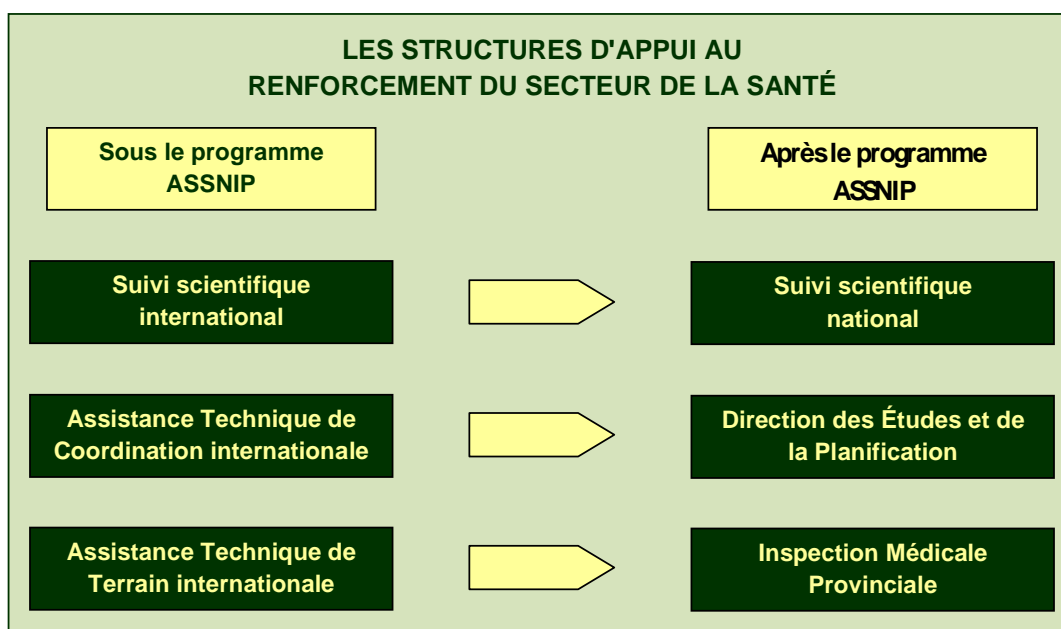 LES STRUCTURES D'APPUI AU
RENFORCEMENT DU SECTEUR DE LA SANTÉ
Sous le programme
ASSNIP
Après le programme
ASSNIP
Suivi scientifique
international
Suivi scientifique
national
Assistance Technique de
Coordination internationale
Direction des Études et de
la Planification
Assistance Technique de
Terrain internationale
Inspection Médicale
Provinciale